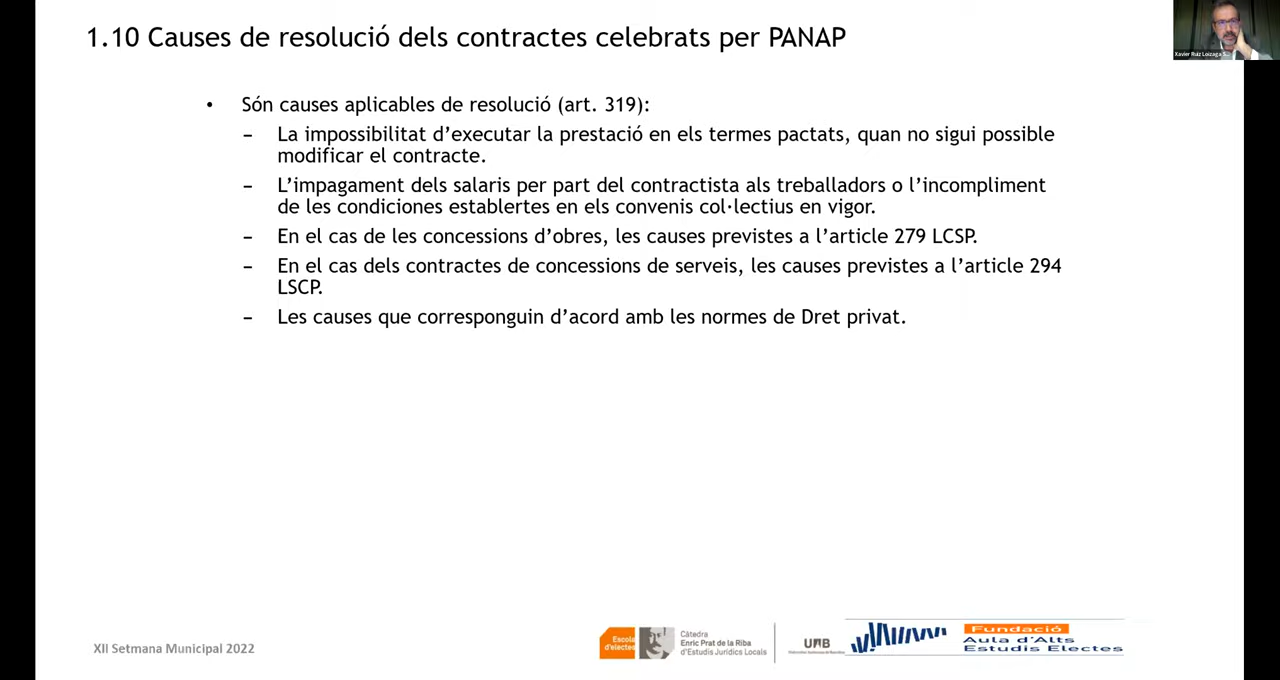 1.10 Causes de resolució dels contractes celebrats per PANAP
Xavier Ruiz Loizaga
• Són causes aplicables de resolució (art. 319):
– La impossibilitat d’executar la prestació en els termes pactats, quan no sigui possible
modificar el contracte.
– L’impagament dels salaris per part del contractista als treballadors o l’incompliment
de les condiciones establertes en els convenis col·lectius en vigor.
– En el cas de les concessions d’obres, les causes previstes a l’article 279 LCSP.
– En el cas dels contractes de concessions de serveis, les causes previstes a l’article 294
LSCP.
– Les causes que corresponguin d’acord amb les normes de Dret privat.
XII Setmana Municipal 2022
Escola
d'electes
Càtedra
Enric Prat de la Riba
d'Estudis Jurídics Locals
UAB
Fundació
Aula d'Alts
Estudis Electes